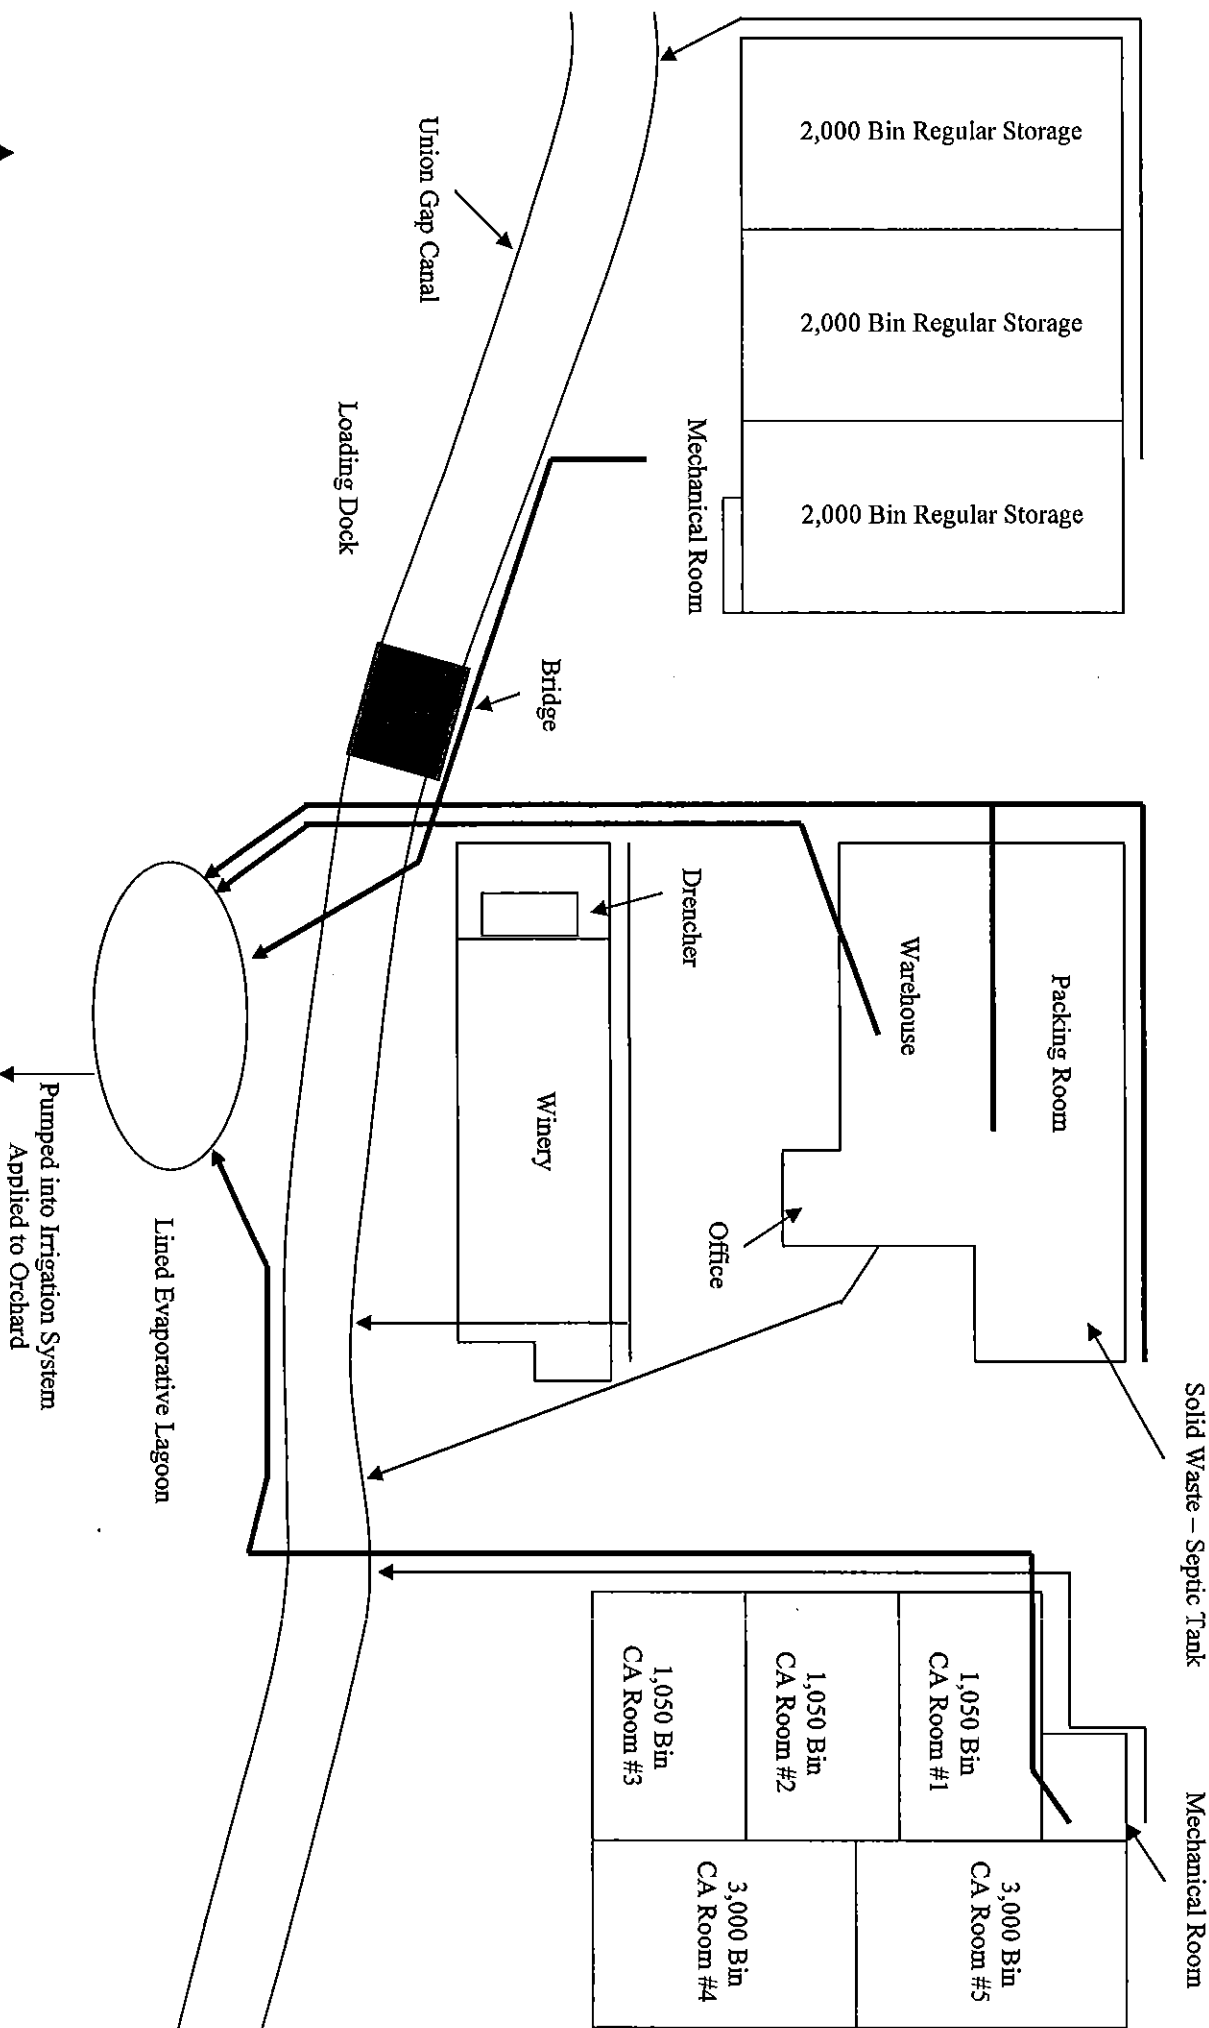 2,000 Bin Regular Storage
2,000 Bin Regular Storage
2,000 Bin Regular Storage
Mechanical Room
Union Gap Canal
Loading Dock
Bridge
Solid Waste – Septic Tank
Packing Room
Warehouse
Office
Drencher
Winery
Mechanical Room
1,050 Bin
CA Room #1
1,050 Bin
CA Room #2
1,050 Bin
CA Room #3
3,000 Bin
CA Room #5
3,000 Bin
CA Room #4
Lined Evaporative Lagoon
Pumped into Irrigation System
Applied to Orchard